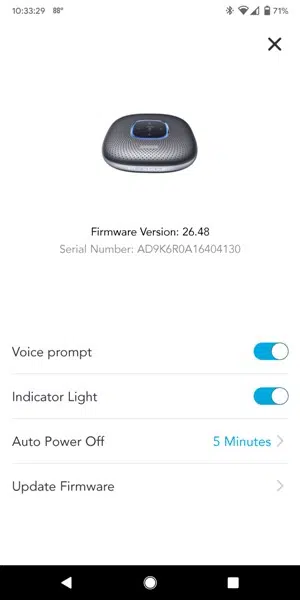 10:33:29 88°
71%
Firmware Version: 26.48
Serial Number: AD9K6R0A16404130
Voice prompt
Indicator Light
Auto Power Off 5 Minutes
Update Firmware